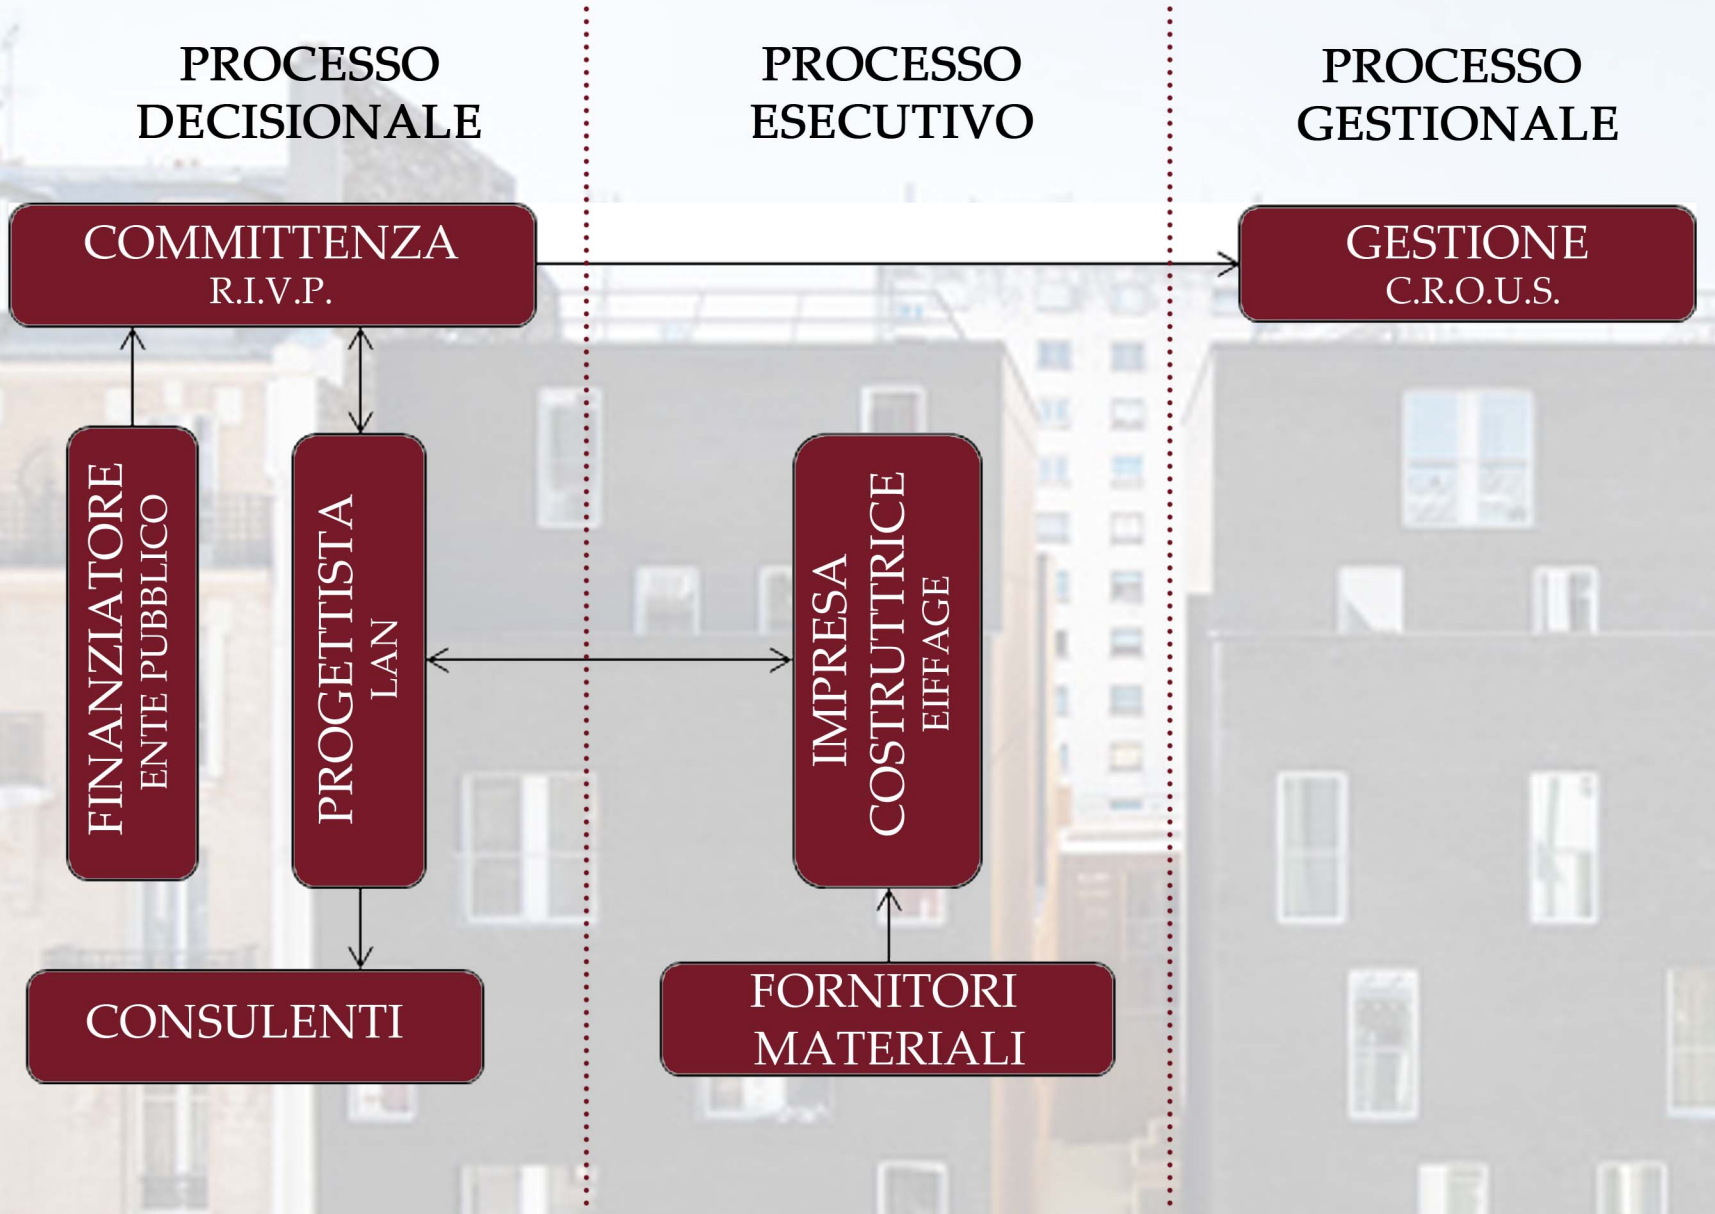 PROCESSO
DECISIONALE
PROCESSO
ESECUTIVO
PROCESSO
GESTIONALE
COMMITTENZA
R.I.V.P.
GESTIONE
C.R.O.U.S.
FINANZIATORE
ENTE PUBBLICO
PROGETTISTA
LAN
IMPRESA
COSTRUTTRICE
EIFFAGE
CONSULENTI
FORNITORI
MATERIALI